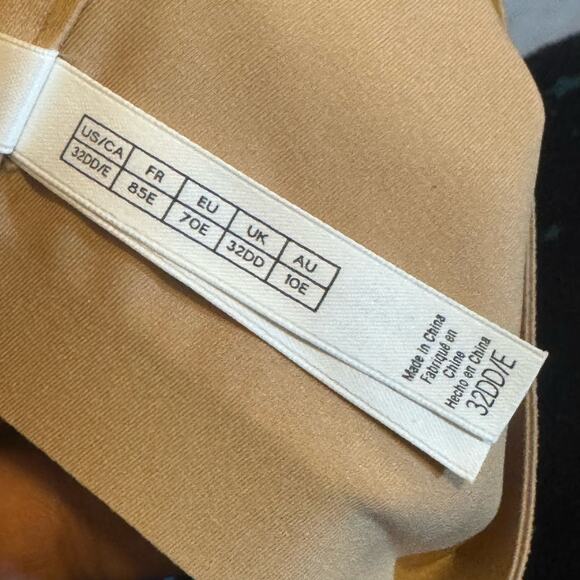 US/CA FR EU UK AU
32DD/E 85E 70E 32DD 10E
Made in China
Fabriqué en
Chine
Hecho en China
32DD/E